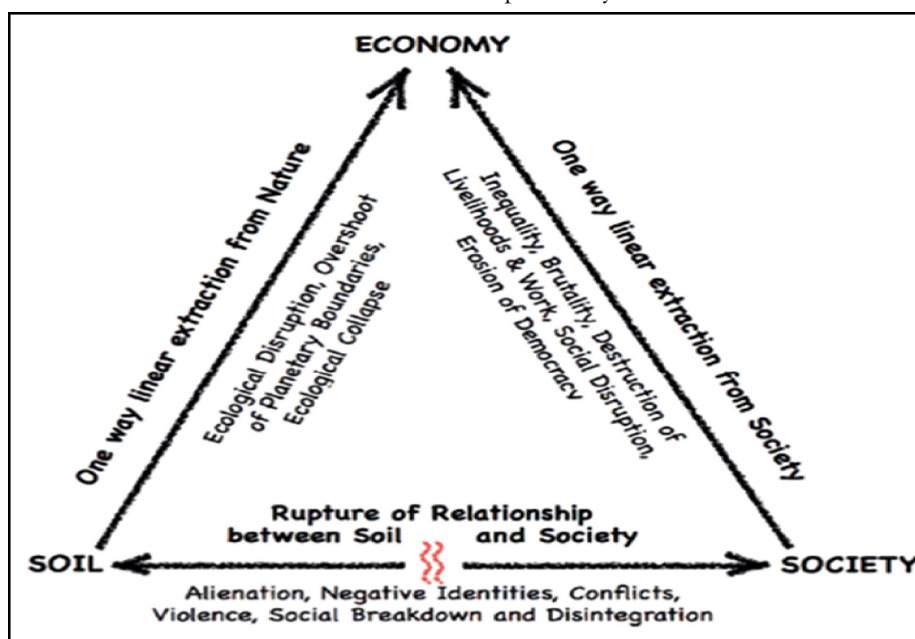 ECONOMY
One way linear extraction from Nature
Ecological Disruption, Overshoot
of Planetary Boundaries,
Ecological Collapse
Inequality, Brutality, Destruction of
Livelihoods & Work, Social Disruption,
Erosion of Democracy
One way linear extraction from Society
Rupture of Relationship
between Soil and Society
SOIL
SOCIETY
Alienation, Negative Identities, Conflicts,
Violence, Social Breakdown and Disintegration